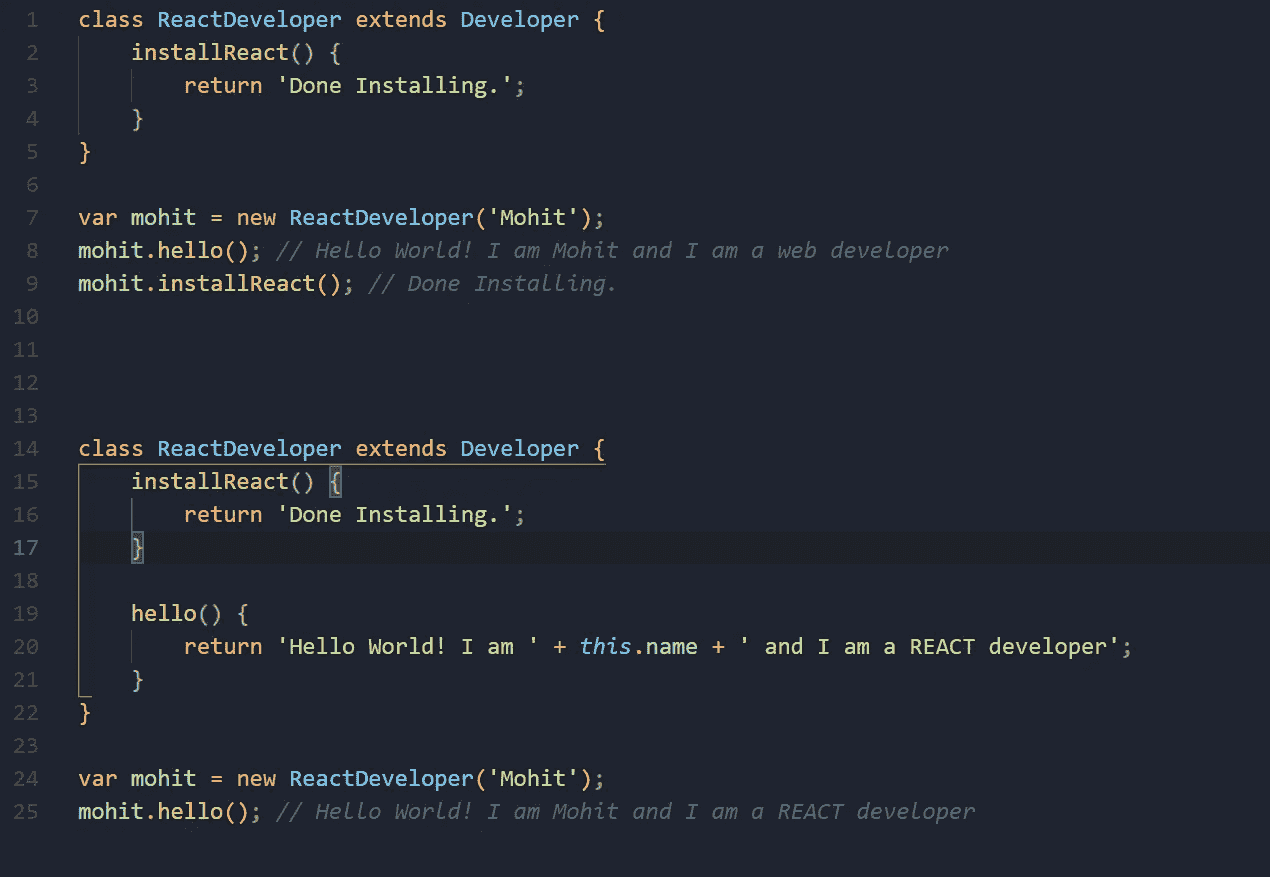 1 class ReactDeveloper extends Developer {
2 installReact() {
3 return 'Done Installing.';
4 }
5 }
6
7 var mohit = new ReactDeveloper('Mohit');
8 mohit.hello(); // Hello World! I am Mohit and I am a web developer
9 mohit.installReact(); // Done Installing.
10
11
12
13
14 class ReactDeveloper extends Developer {
15 installReact() {
16 return 'Done Installing.';
17 }
18
19 hello() {
20 return 'Hello World! I am ' + this.name + ' and I am a REACT developer';
21 }
22 }
23
24 var mohit = new ReactDeveloper('Mohit');
25 mohit.hello(); // Hello World! I am Mohit and I am a REACT developer